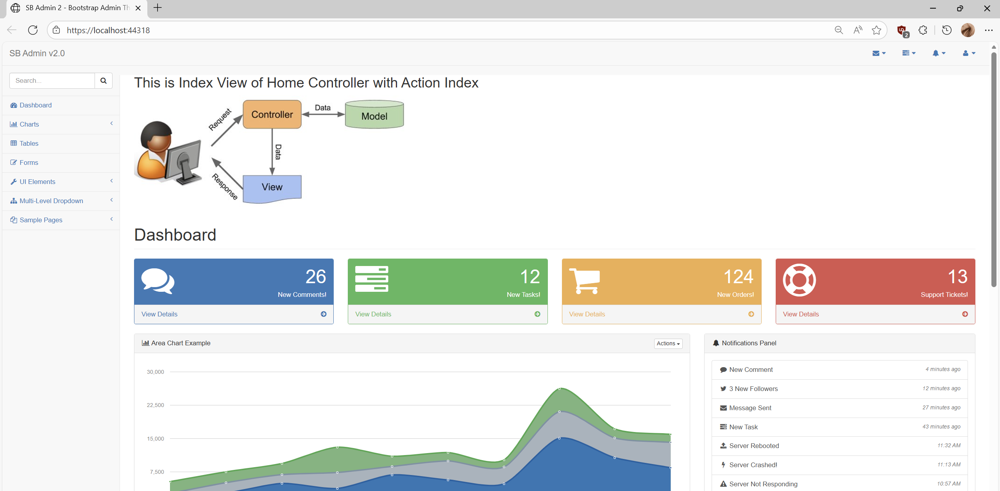 SB Admin 2 - Bootstrap Admin Th
https://localhost:44318
2
SB Admin v2.0
Search...
Dashboard
Charts
Tables
Forms
UI Elements
Multi-Level Dropdown
Sample Pages
This is Index View of Home Controller with Action Index
Request
Controller
Data
Model
Data
Response
View
Dashboard
26
New Comments!
View Details
12
New Tasks!
View Details
124
New Orders!
View Details
13
Support Tickets!
View Details
Area Chart Example
Actions
30,000
22,500
15,000
7,500
Notifications Panel
New Comment 4 minutes ago
3 New Followers 12 minutes ago
Message Sent 27 minutes ago
New Task 43 minutes ago
Server Rebooted 11:32 AM
Server Crashed! 11:13 AM
Server Not Responding 10:57 AM